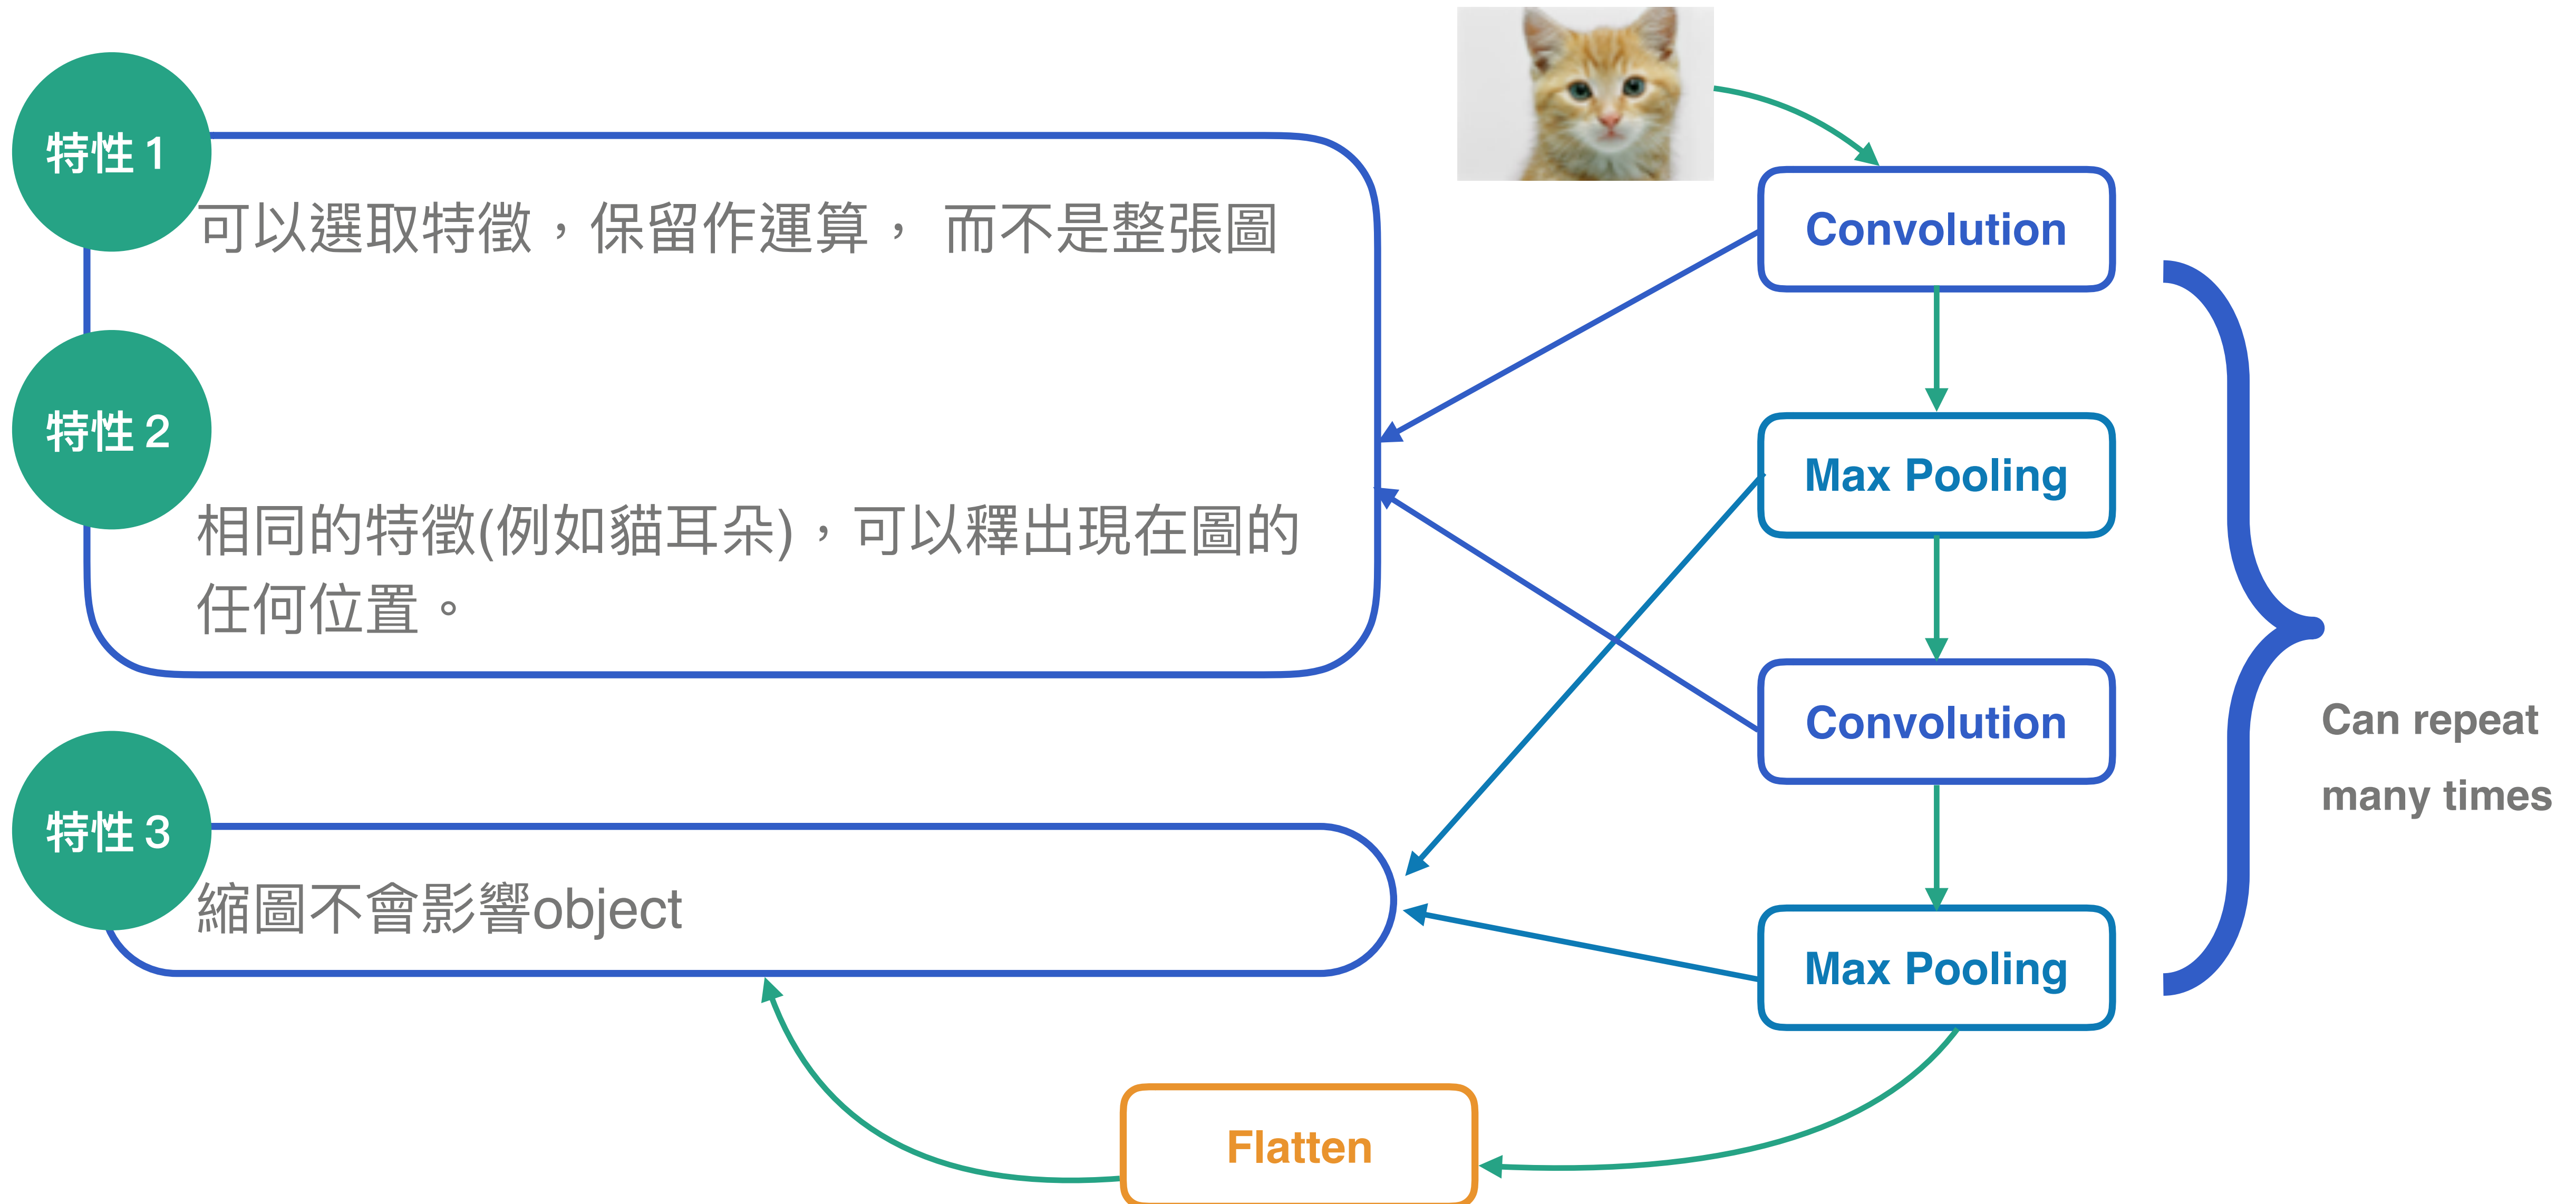 特性 1
可以選取特徵，保留作運算， 而不是整張圖
特性 2
相同的特徵(例如貓耳朵)，可以釋出現在圖的
任何位置。
特性 3
縮圖不會影響object
Convolution
Max Pooling
Convolution
Max Pooling
Can repeat
many times
Flatten